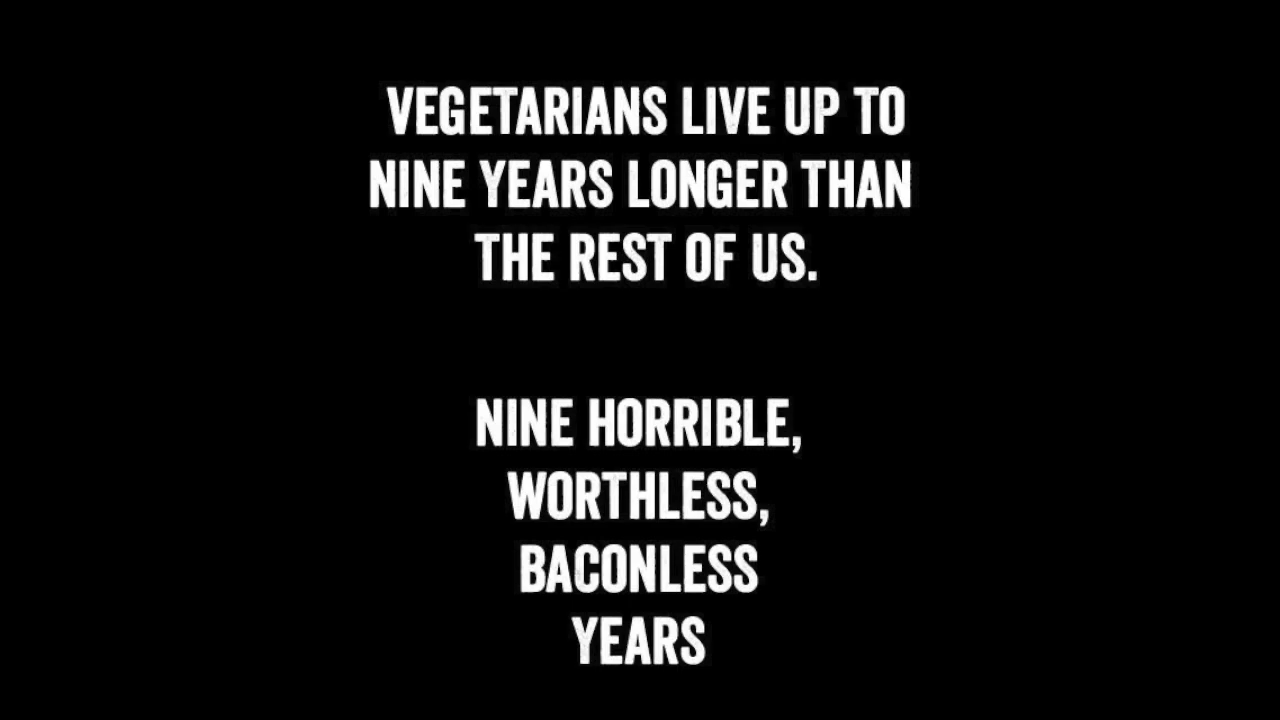 VEGETARIANS LIVE UP TO
NINE YEARS LONGER THAN
THE REST OF US.
NINE HORRIBLE,
WORTHLESS,
BACONLESS
YEARS